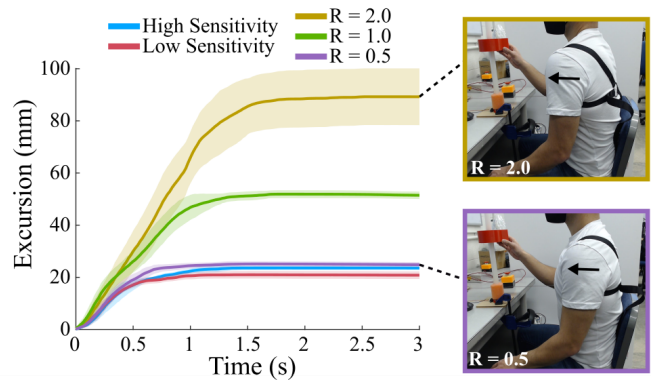 High Sensitivity
Low Sensitivity
R = 2.0
R = 1.0
R = 0.5
Excursion (mm)
100
80
60
40
20
0
0 0.5 1 1.5 2 2.5 3
Time (s)
R = 2.0
R = 0.5